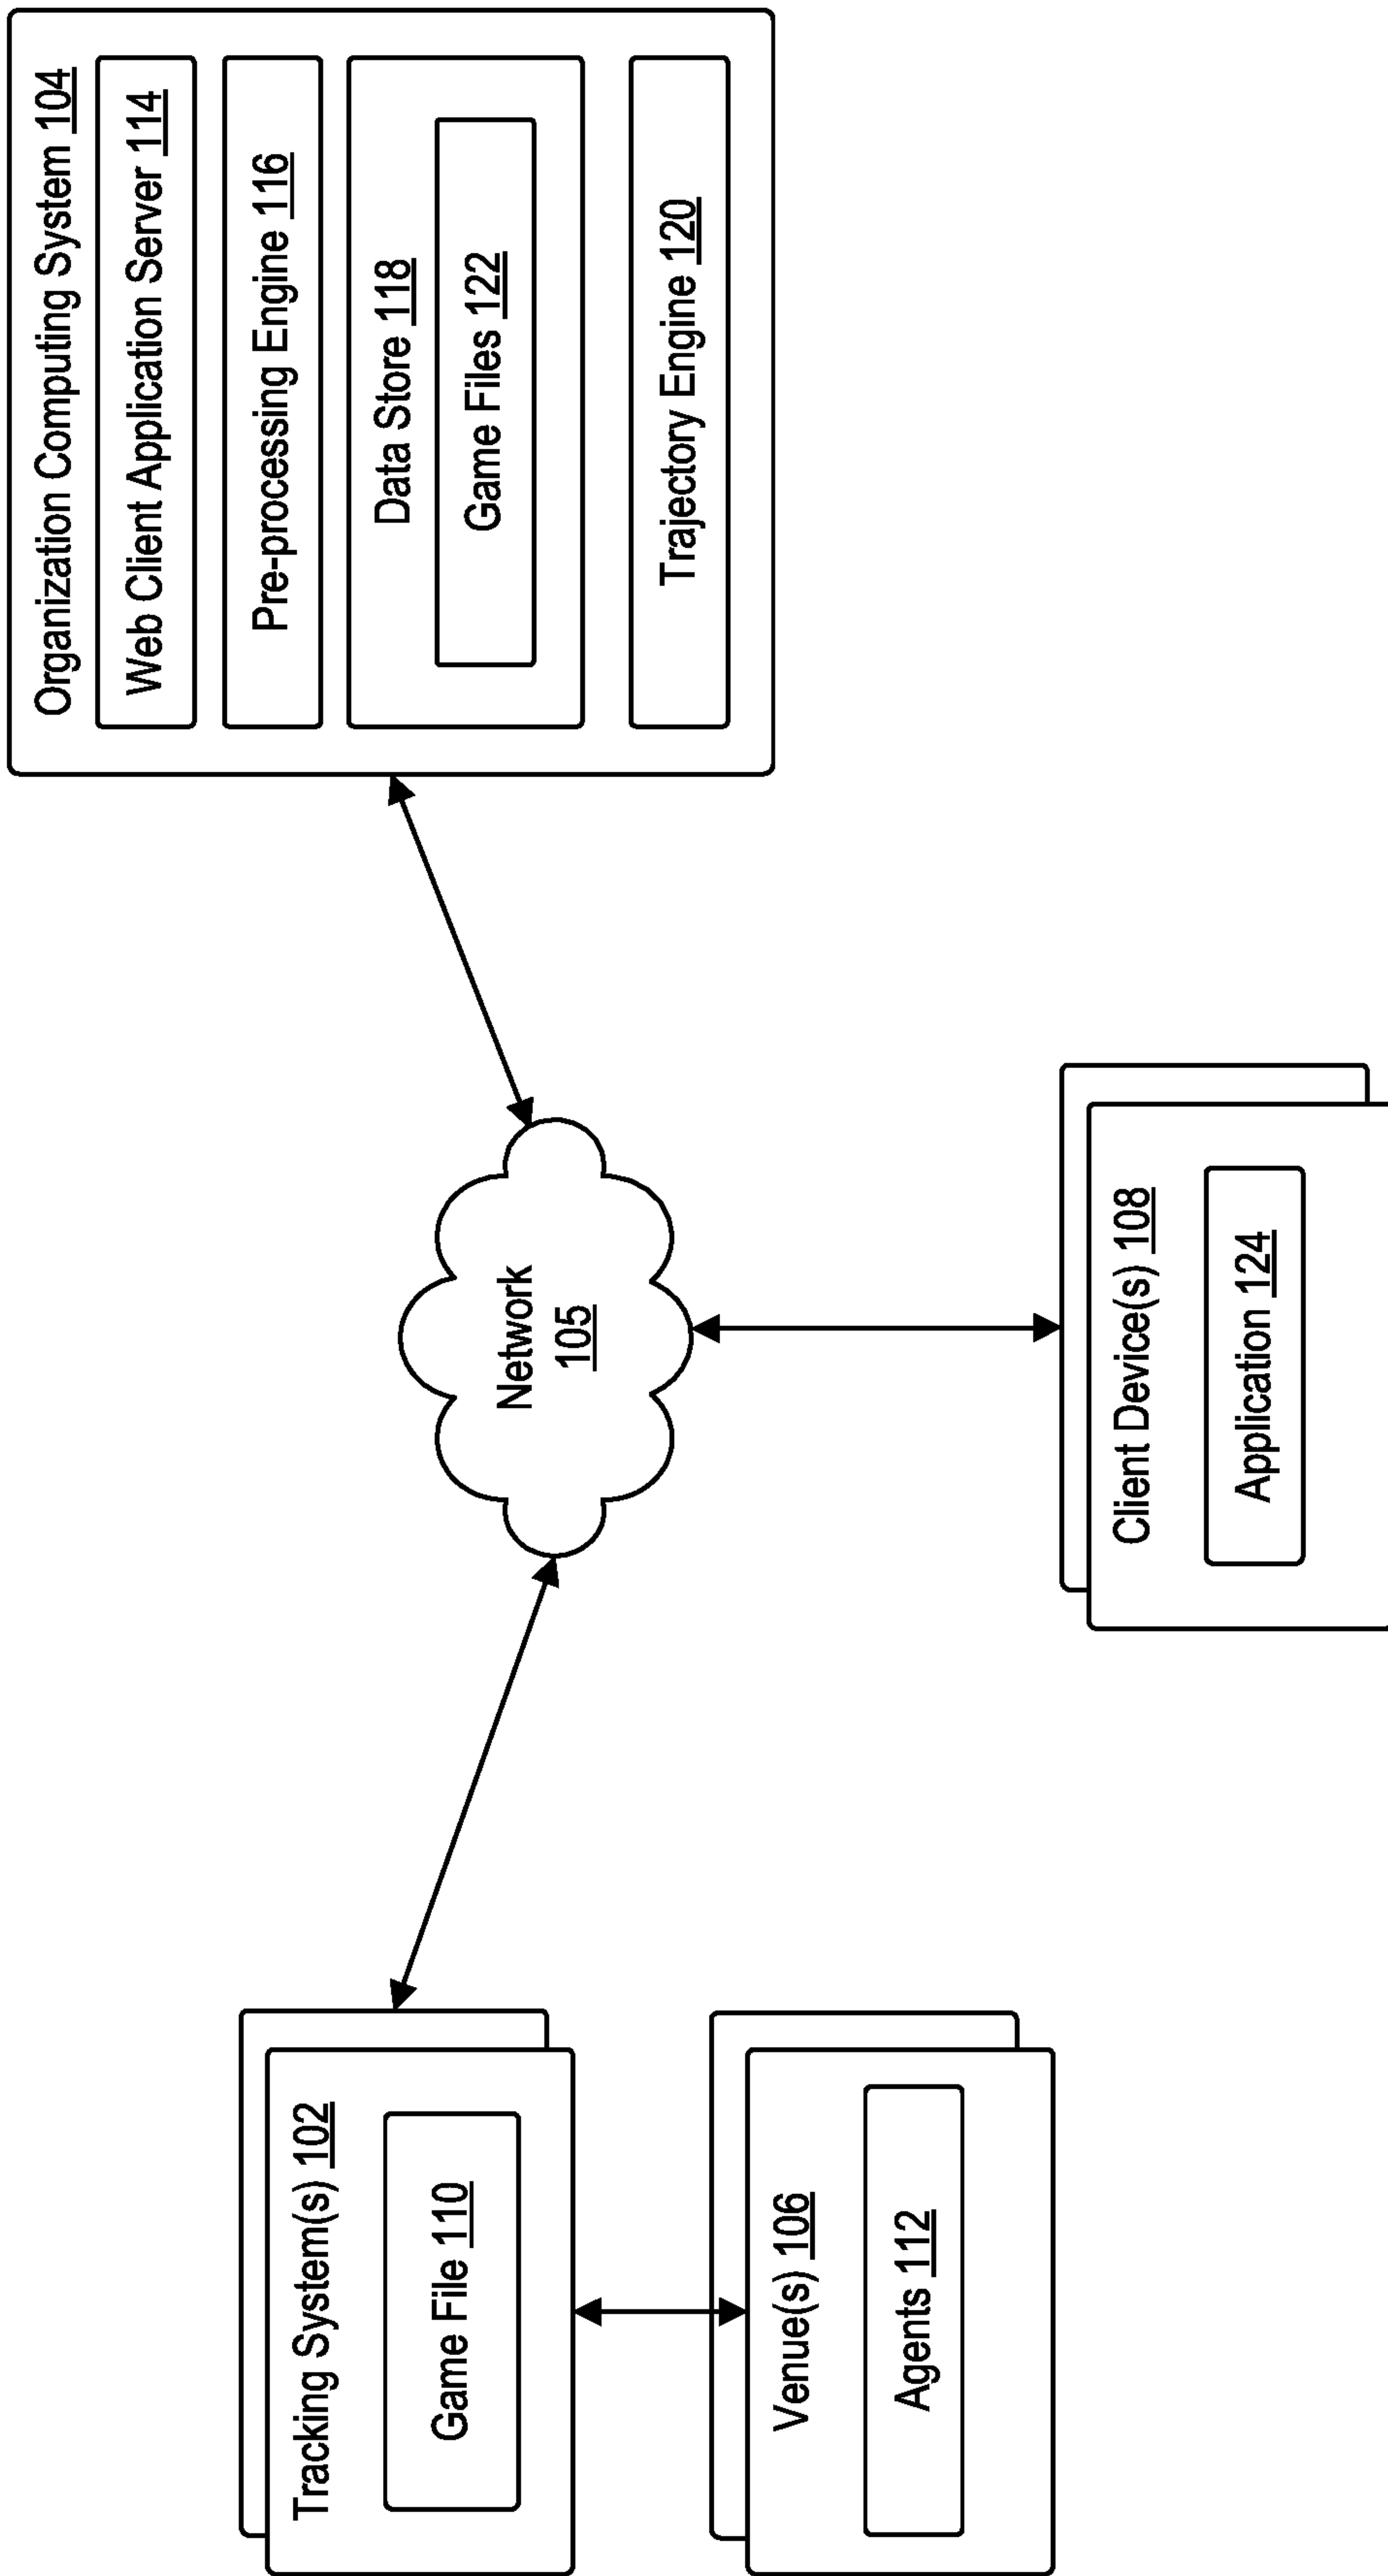 Tracking System(s) 102
Game File 110
Venue(s) 106
Agents 112
Network
105
Client Device(s) 108
Application 124
Organization Computing System 104
Web Client Application Server 114
Pre-processing Engine 116
Data Store 118
Game Files 122
Trajectory Engine 120